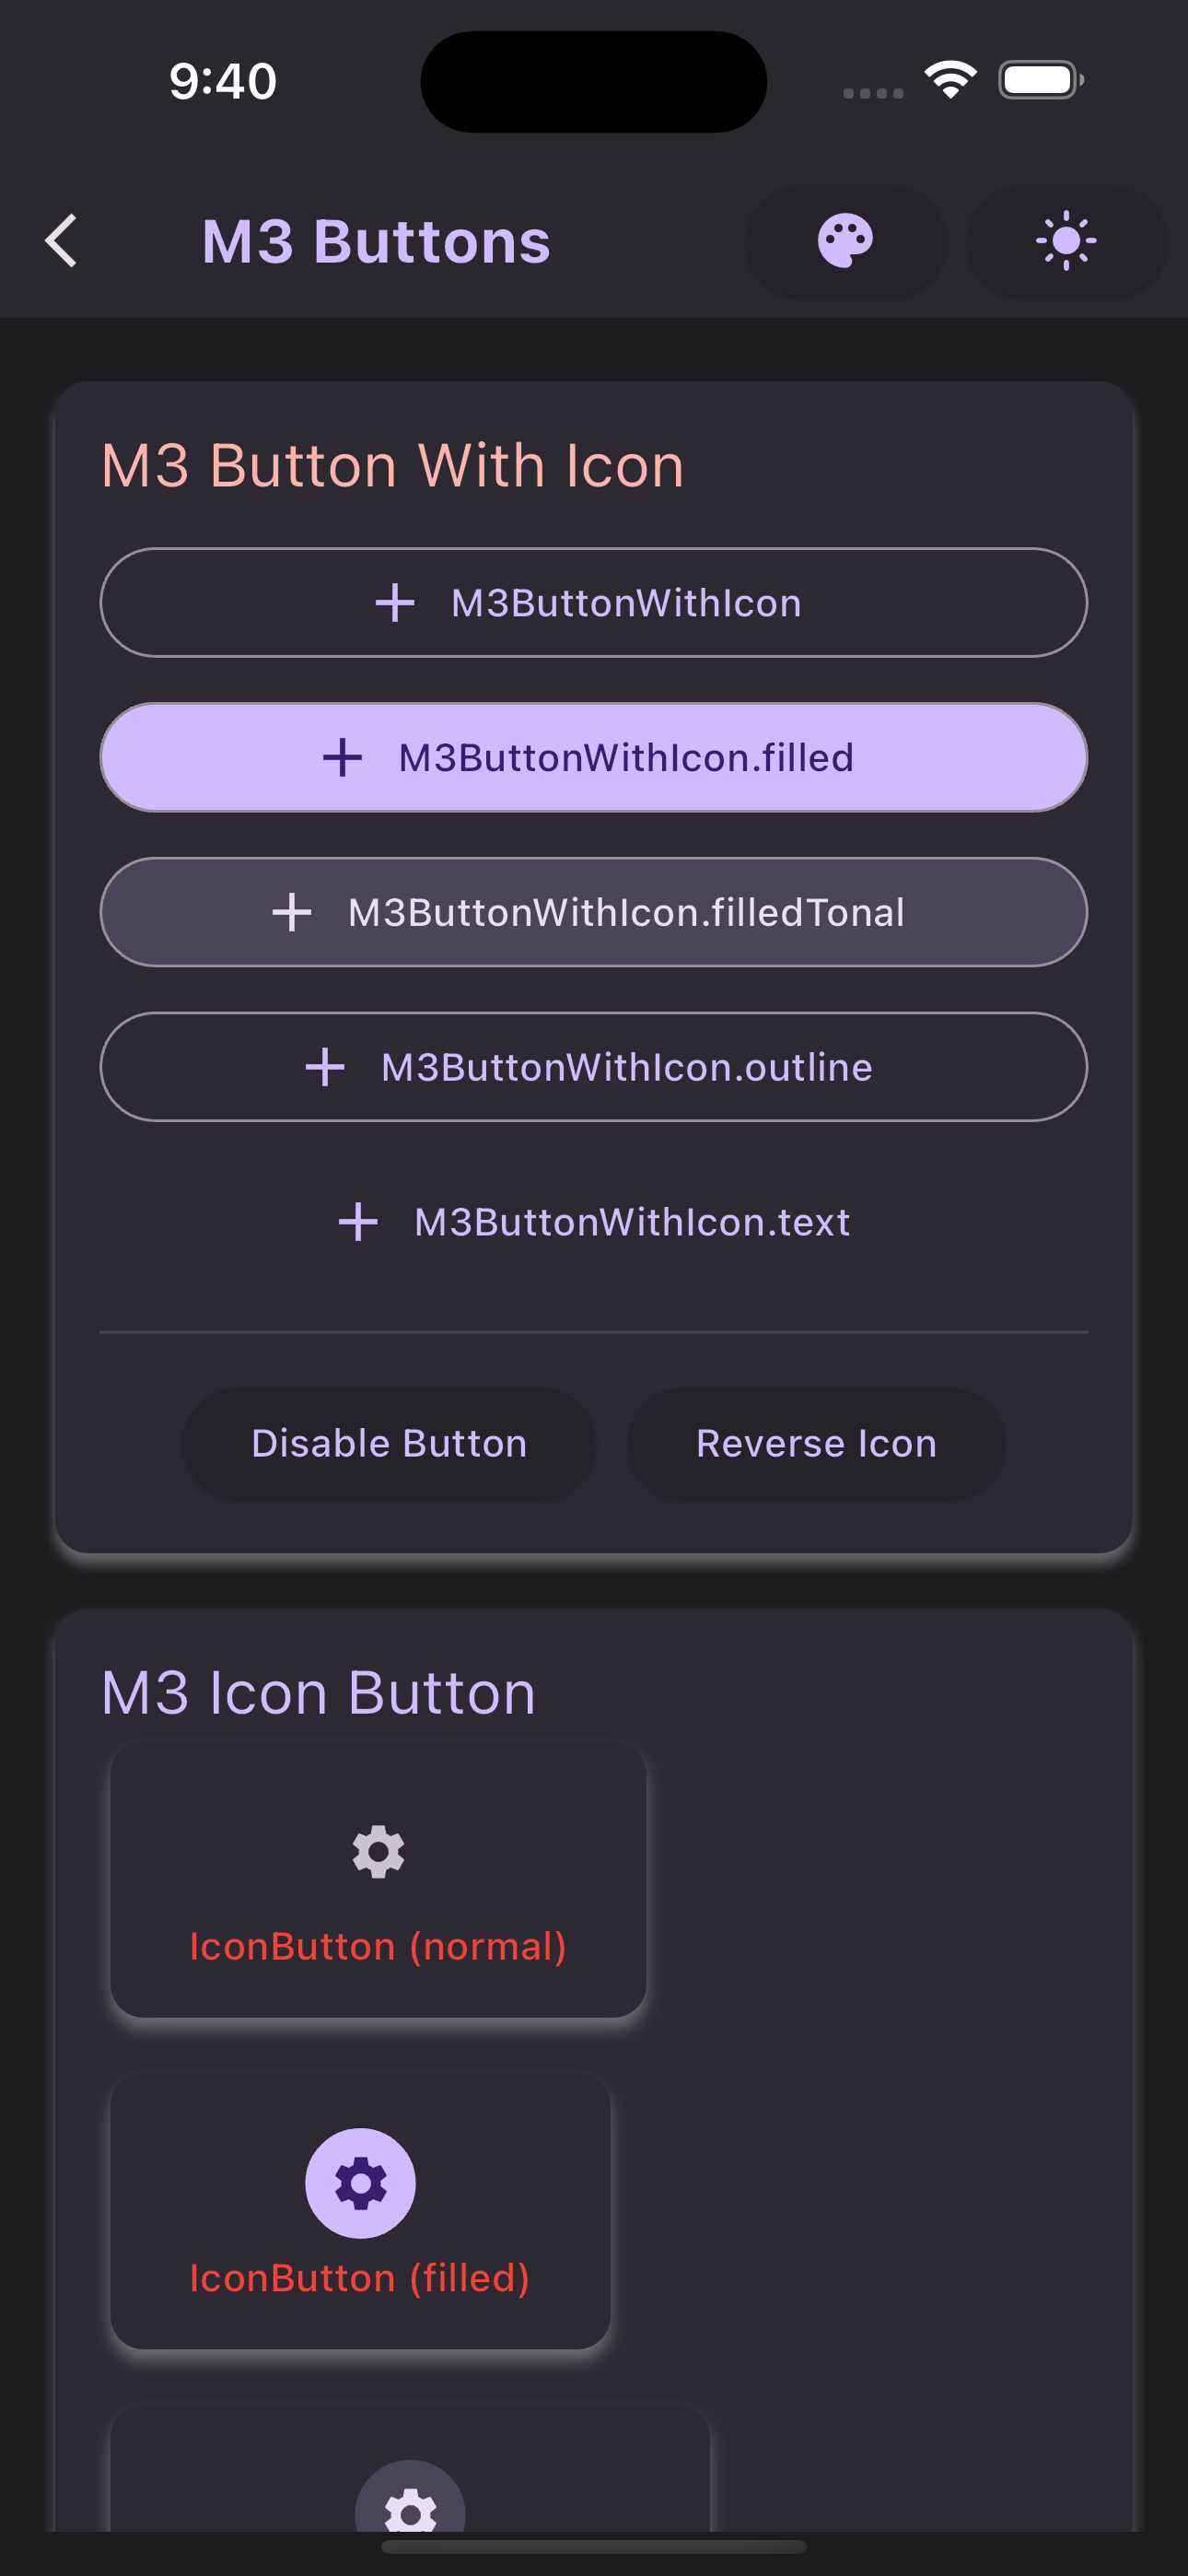 9:40
M3 Buttons
M3 Button With Icon
M3ButtonWithIcon
M3ButtonWithIcon.filled
M3ButtonWithIcon.filledTonal
M3ButtonWithIcon.outline
M3ButtonWithIcon.text
Disable Button Reverse Icon
M3 Icon Button
IconButton (normal)
IconButton (filled)